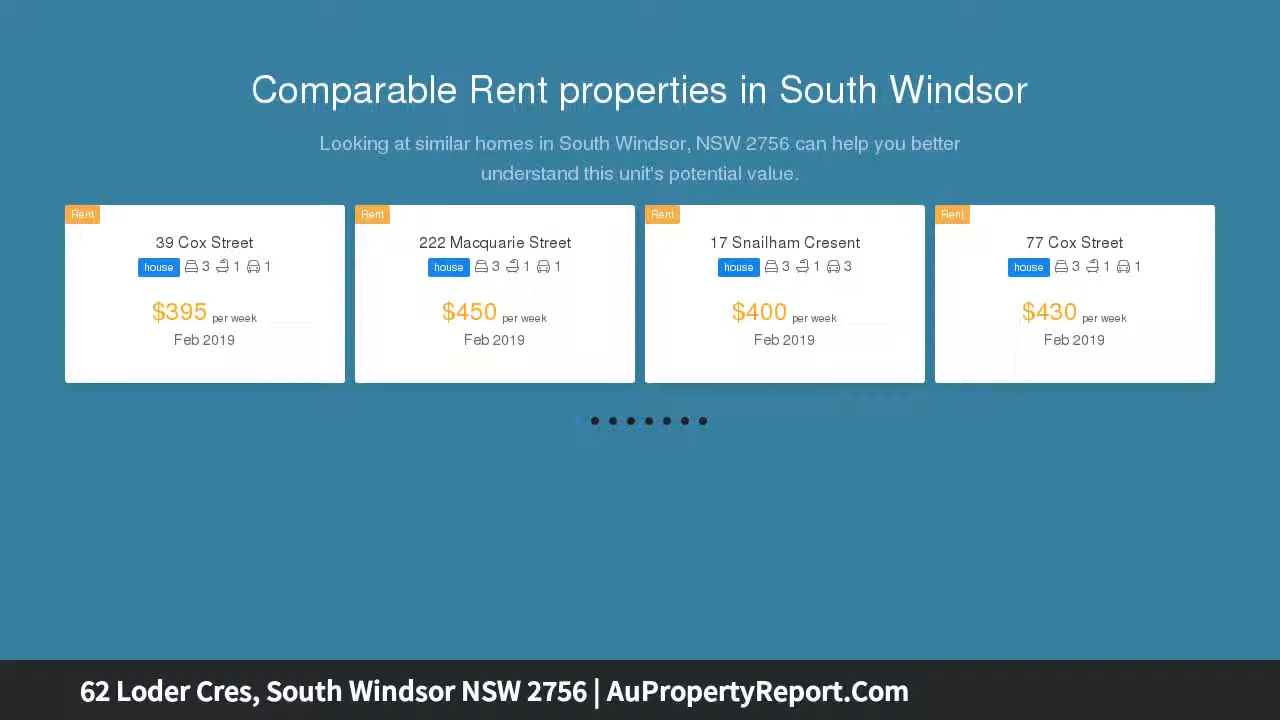 Comparable Rent properties in South Windsor
Looking at similar homes in South Windsor, NSW 2756 can help you better
understand this unit's potential value.
Rent
39 Cox Street
house 3 1 1
$395 per week
Feb 2019
Rent
222 Macquarie Street
house 3 1 1
$450 per week
Feb 2019
Rent
17 Snailham Cresent
house 3 1 3
$400 per week
Feb 2019
Rent
77 Cox Street
house 3 1 1
$430 per week
Feb 2019
62 Loder Cres, South Windsor NSW 2756 | AuPropertyReport.Com